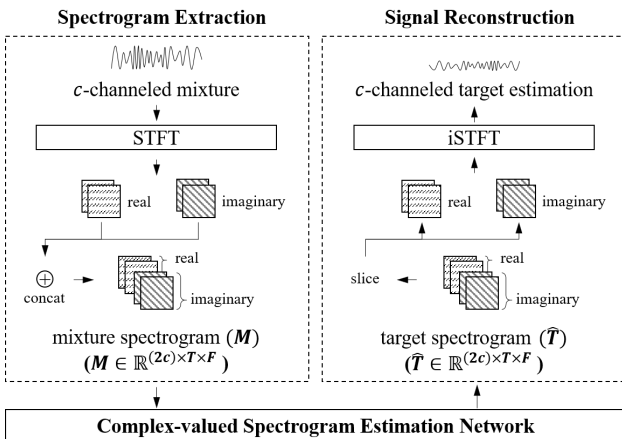 Spectrogram Extraction
c-channeled mixture
STFT
real
imaginary
concat
real
imaginary
mixture spectrogram (M)
(M ∈ ℝ^(2c)×T×F )
Signal Reconstruction
c-channeled target estimation
iSTFT
real
imaginary
slice
real
imaginary
target spectrogram (T̂)
(T̂ ∈ ℝ^(2c)×T×F )
Complex-valued Spectrogram Estimation Network